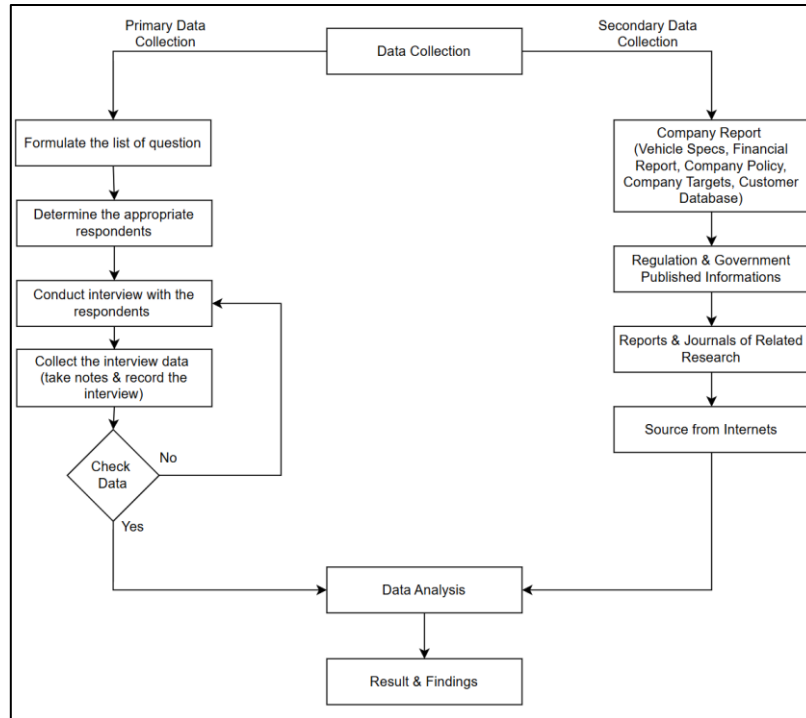 Primary Data
Collection
Data Collection
Secondary Data
Collection
Formulate the list of question
Determine the appropriate
respondents
Conduct interview with the
respondents
Collect the interview data
(take notes & record the
interview)
Check
Data
No
Yes
Company Report
(Vehicle Specs, Financial
Report, Company Policy,
Company Targets, Customer
Database)
Regulation & Government
Published Informations
Reports & Journals of Related
Research
Source from Internets
Data Analysis
Result & Findings